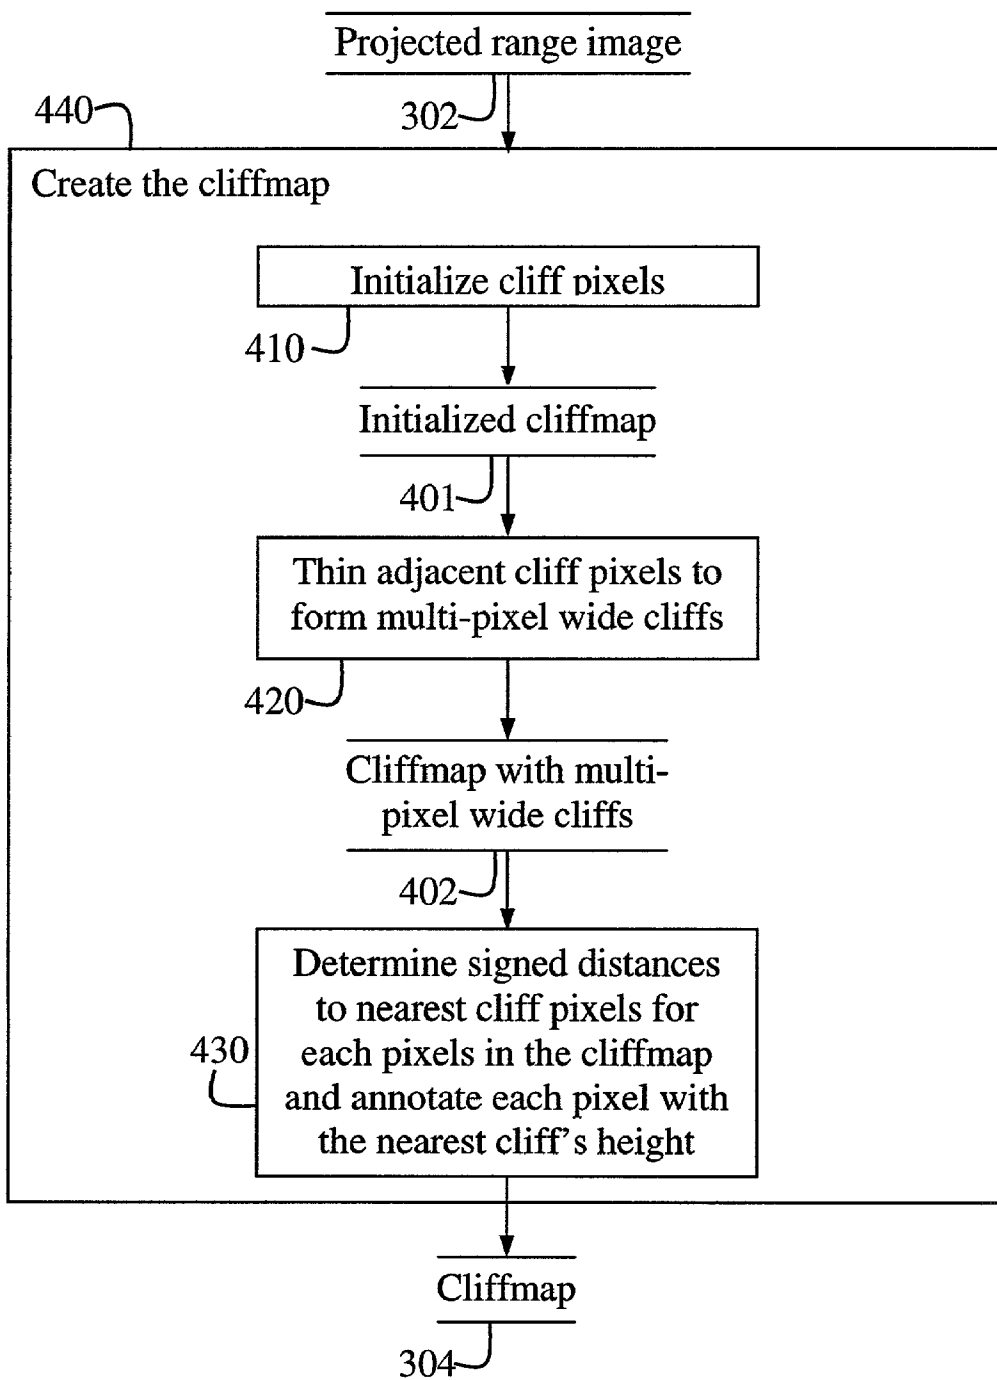 Projected range image
302
440
Create the cliffmap
Initialize cliff pixels
410
Initialized cliffmap
401
Thin adjacent cliff pixels to
form multi-pixel wide cliffs
420
Cliffmap with multi-
pixel wide cliffs
402
Determine signed distances
to nearest cliff pixels for
each pixels in the cliffmap
and annotate each pixel with
the nearest cliff's height
430
Cliffmap
304